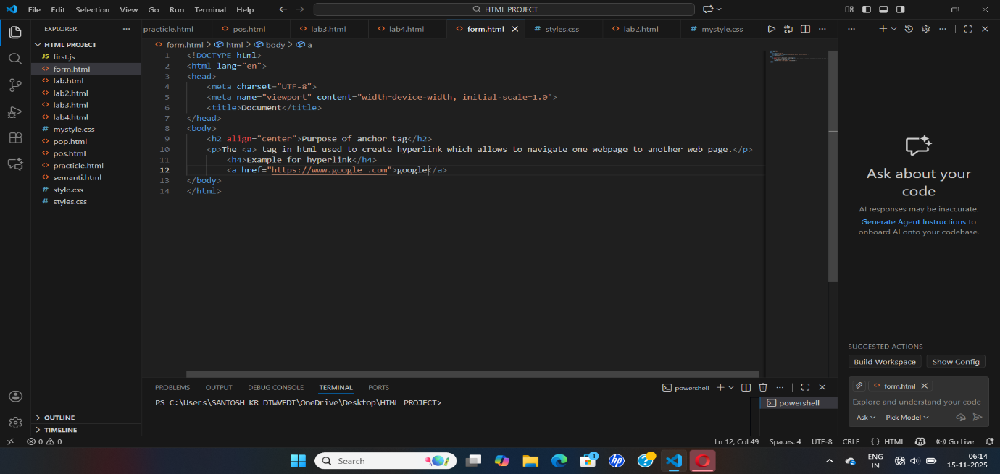 File Edit Selection View Go Run Terminal Help
HTML PROJECT
EXPLORER
HTML PROJECT
JS first.js
form.html
lab.html
lab2.html
lab3.html
lab4.html
# mystyle.css
pop.html
pos.html
practicle.html
semanti.html
# style.css
# styles.css
OUTLINE
TIMELINE
practicle.html pos.html lab3.html lab4.html form.html # styles.css lab2.html # mystyle.css
form.html > html > body > a
1 <!DOCTYPE html>
2 <html lang="en">
3 <head>
4 <meta charset="UTF-8">
5 <meta name="viewport" content="width=device-width, initial-scale=1.0">
6 <title>Document</title>
7 </head>
8 <body>
9 <h2 align="center">Purpose of anchor tag</h2>
10 <p>The <a> tag in html used to create hyperlink which allows to navigate one webpage to another web page.</p>
11 <h4>Example for hyperlink</h4>
12 <a href="https://www.google .com">google</a>
13 </body>
14 </html>
PROBLEMS OUTPUT DEBUG CONSOLE TERMINAL PORTS
powershell
PS C:\Users\SANTOSH KR DIWVEDI\OneDrive\Desktop\HTML PROJECT>
powershell
Ask about your
code
AI responses may be inaccurate.
Generate Agent Instructions to
onboard AI onto your codebase.
SUGGESTED ACTIONS
Build Workspace Show Config
form.html
Explore and understand your code
Ask Pick Model
0 0
Ln 12, Col 49 Spaces: 4 UTF-8 CRLF {} HTML Go Live
Search
1
hp
ENG
IN
06:14
15-11-2025